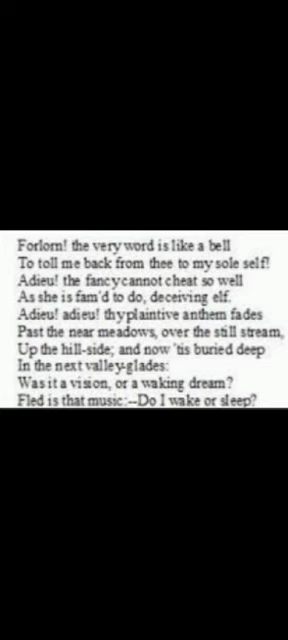 Forlorn! the very word is like a bell
To toll me back from thee to my sole self!
Adieu! the fancy cannot cheat so well
As she is fam'd to do, deceiving elf.
Adieu! adieu! thy plaintive anthem fades
Past the near meadows, over the still stream,
Up the hill-side; and now 'tis buried deep
In the next valley-glades:
Was it a vision, or a waking dream?
Fled is that music:--Do I wake or sleep?